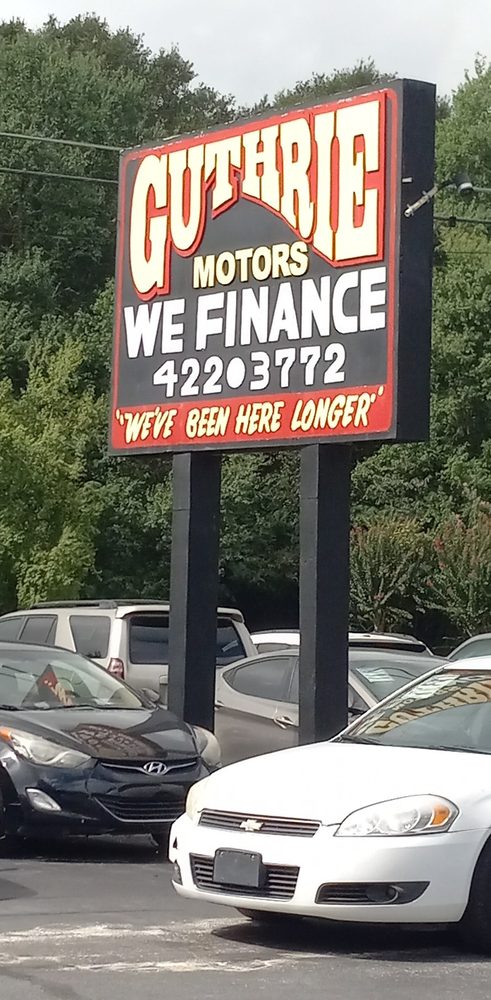 GUTHRIE
MOTORS
WE FINANCE
422●3772
"WE'VE BEEN HERE LONGER"